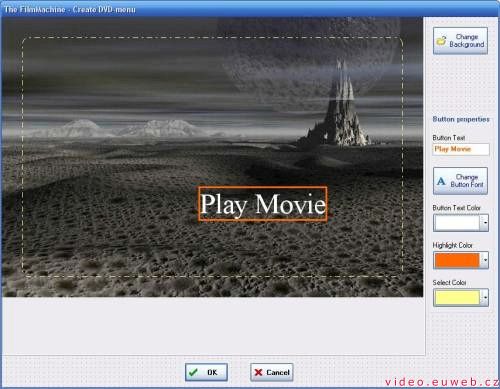 The FilmMachine - Create DVD-menu
Change
Background
Button properties
Button Text
Play Movie
Change
Button Font
Button Text Color
Highlight Color
Select Color
Play Movie
OK
Cancel
video.euweb.cz